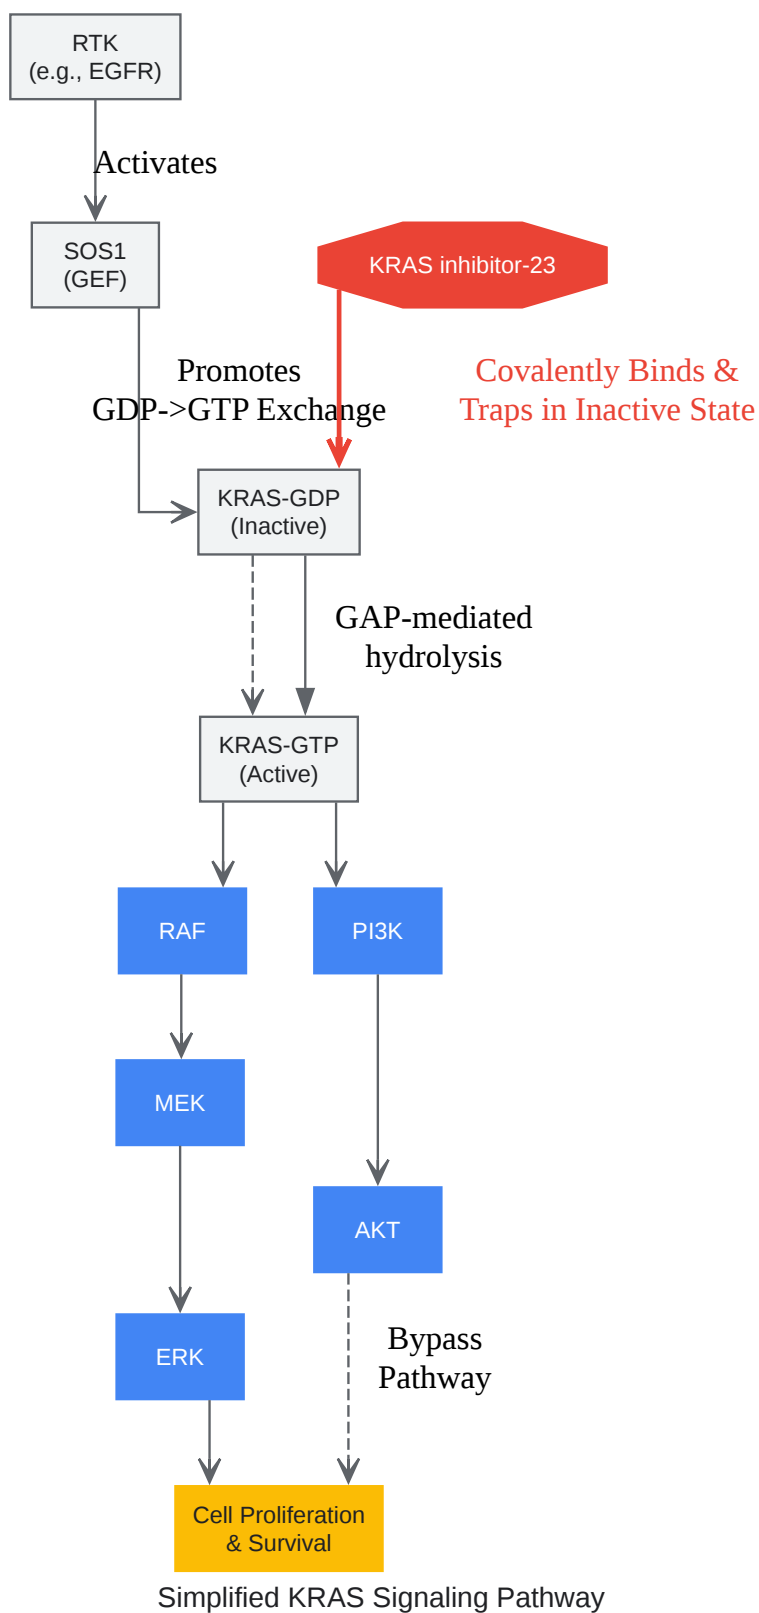 RTK
(e.g., EGFR)
Activates
SOS1
(GEF)
KRAS inhibitor-23
Promotes
GDP->GTP Exchange
Covalently Binds &
Traps in Inactive State
KRAS-GDP
(Inactive)
GAP-mediated
hydrolysis
KRAS-GTP
(Active)
RAF
PI3K
MEK
AKT
ERK
Bypass
Pathway
Cell Proliferation
& Survival
Simplified KRAS Signaling Pathway